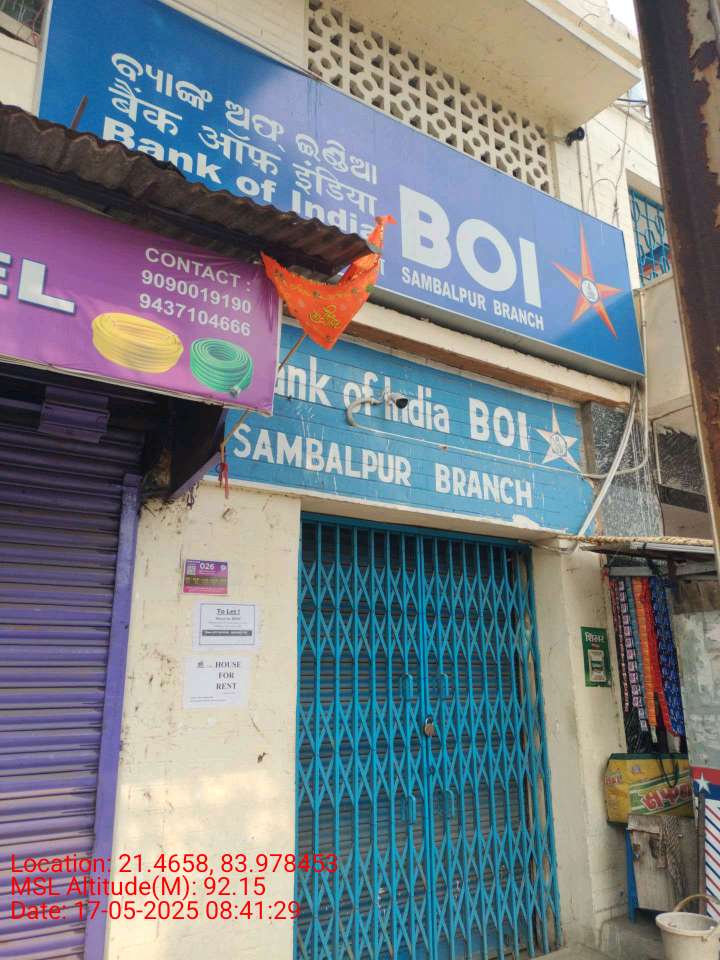 ବ୍ୟାଙ୍କ ଅଫ୍ ଇଣ୍ଡିଆ
बैंक ऑफ़ इंडिया
Bank of India
BOI
SAMBALPUR BRANCH
EL
CONTACT :
9090019190
9437104666
ank of India BOI
SAMBALPUR BRANCH
026
To Let !
HOUSE
FOR
RENT
शिखर
Location: 21.4658, 83.978453
MSL Altitude(M): 92.15
Date: 17-05-2025 08:41:29